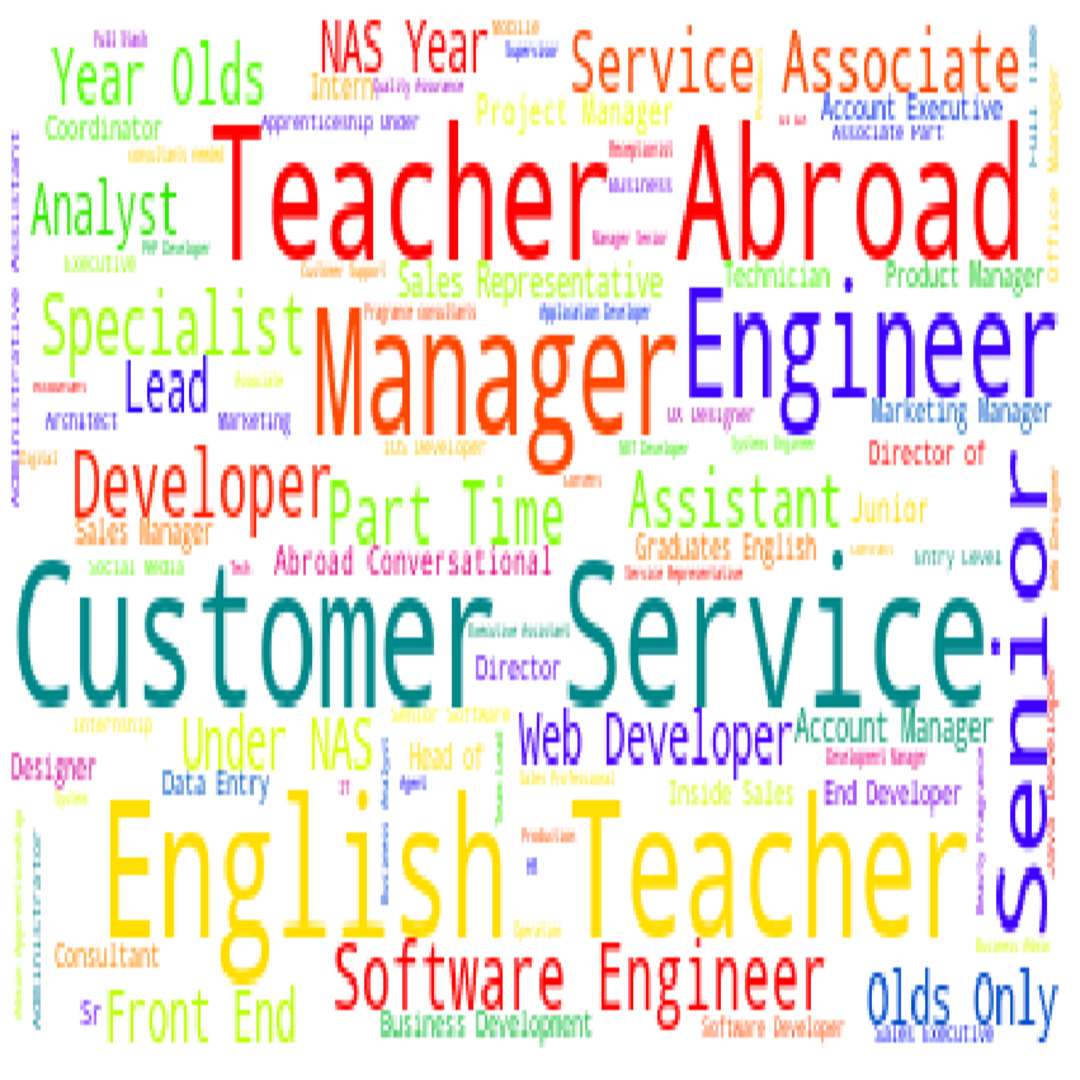 Full Stack
NAS Year
Mobile
Supervisor
Service Associate
Year Olds
Intern
Quality Assurance
Project Manager
Account Executive
Coordinator
Apprenticeship Under
Associate Part
Full Time
Office Manager
consultants needed
Teacher Abroad
Receptionist
Business
Administrative Assistant
Analyst
PHP Developer
Manager Senior
Executive
Customer Support
Sales Representative
Technician
Product Manager
Specialist
Manager
Fragrance consultants
Application Developer
Engineer
Lead
Associate
Architect
Marketing
UX Designer
Marketing Manager
Digital
iOS Developer
NET Developer
Systems Engineer
Director of
Developer
Part Time
Assistant
Junior
Senior
Sales Manager
Abroad Conversational
Graduates English
Web Designer
Social Media
Tech
Service Representative
Entry Level
Customer Service
Executive Assistant
Director
Java Developer
Internship
Under NAS
Senior Software
Web Developer
Account Manager
Designer
Data Entry
IT
Business Analyst
Head of
Agent
Team Lead
Sales Professional
Development Manager
Systems
Inside Sales
End Developer
Beauty Programme
English Teacher
Production
HR
Administrator
Operation
Business Admin
Consultant
Software Engineer
Olds Only
Sr
Front End
Business Development
Software Developer
Sales Executive